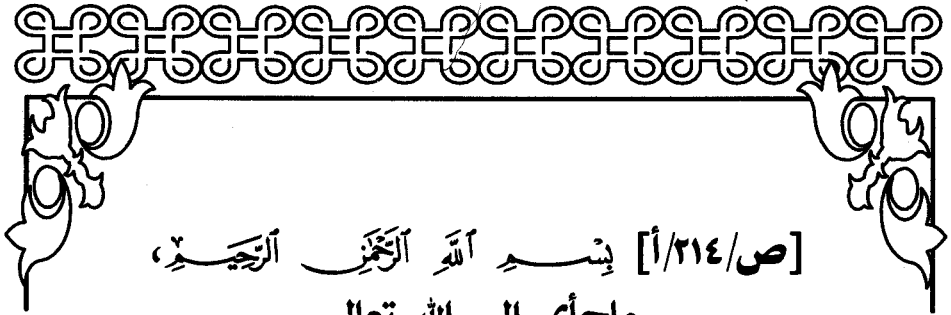 [ص/٢١٤/أ] بِسْمِ ٱللَّهِ ٱلرَّحْمَٰنِ ٱلرَّحِيمِ،
الله تعالى